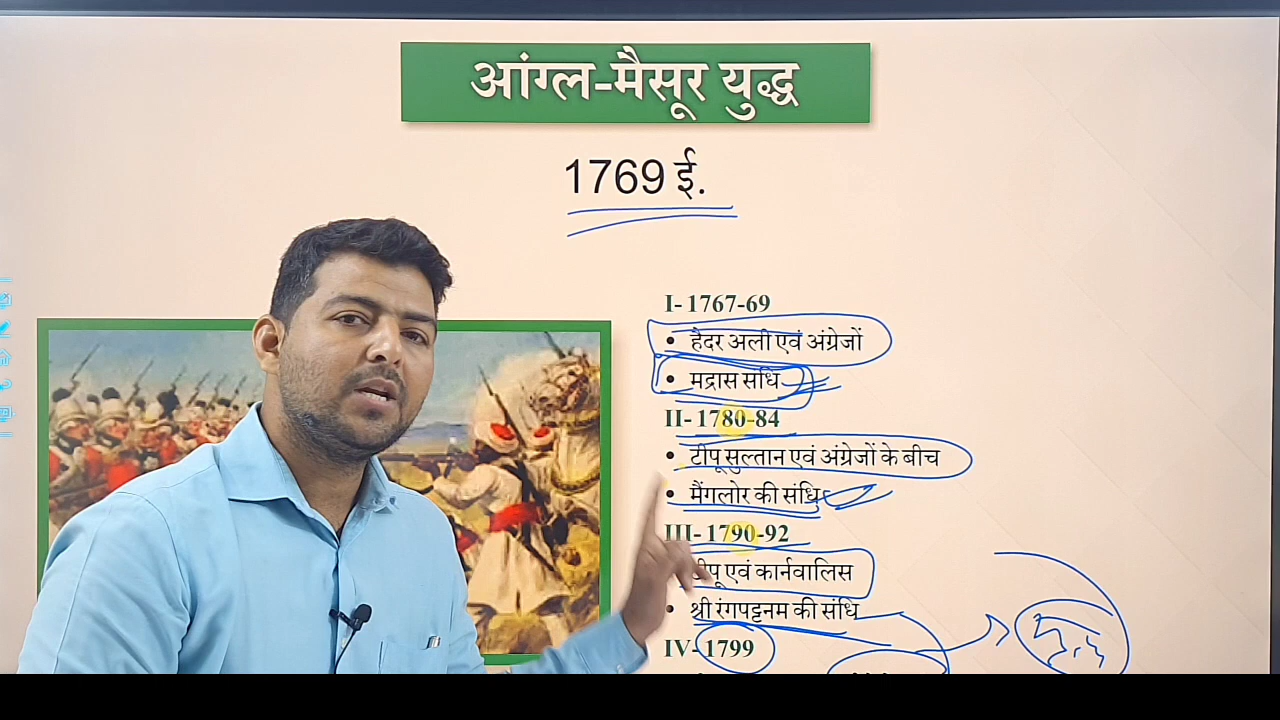 आंग्ल-मैसूर युद्ध
1769 ई.
I- 1767-69
• हैदर अली एवं अंग्रेजों
• मद्रास संधि
II- 1780-84
• टीपू सुल्तान एवं अंग्रेजों के बीच
• मैंगलोर की संधि
III- 1790-92
टीपू एवं कार्नवालिस
• श्री रंगपट्टनम की संधि
IV- 1799